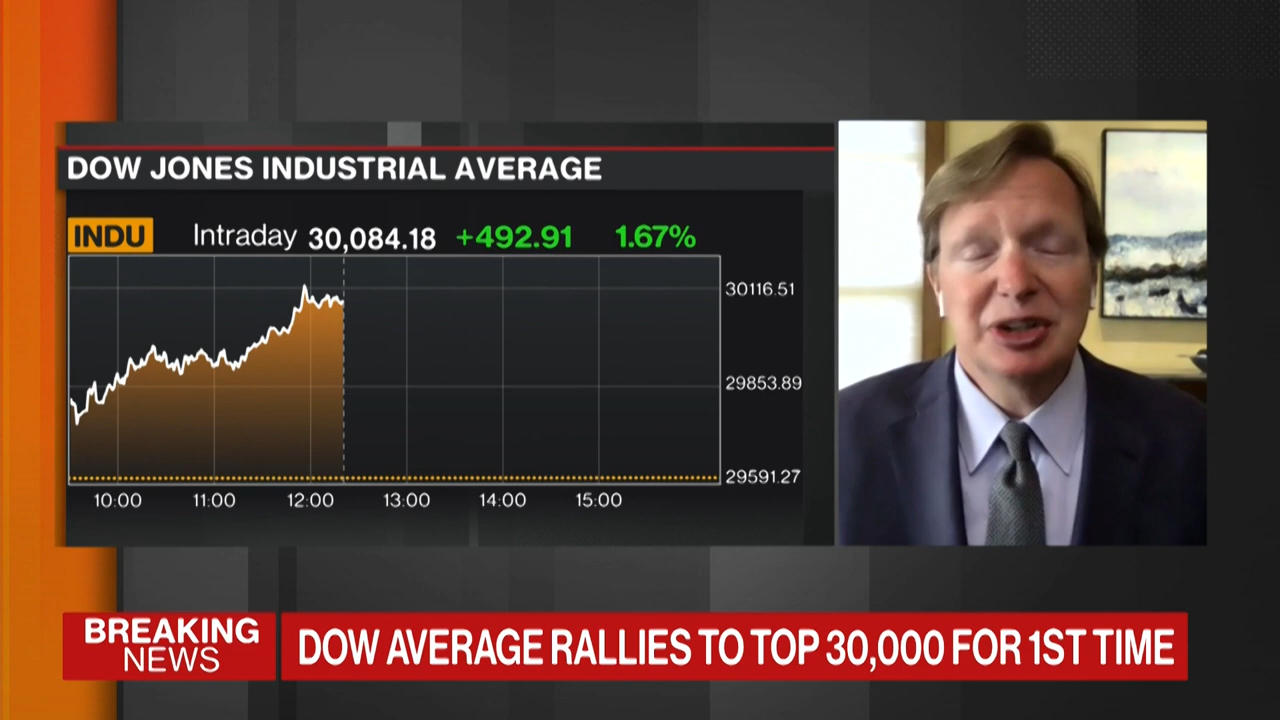 DOW JONES INDUSTRIAL AVERAGE
INDU Intraday 30,084.18 +492.91 1.67%
30116.51
29853.89
29591.27
10:00 11:00 12:00 13:00 14:00 15:00
BREAKING
NEWS
DOW AVERAGE RALLIES TO TOP 30,000 FOR 1ST TIME